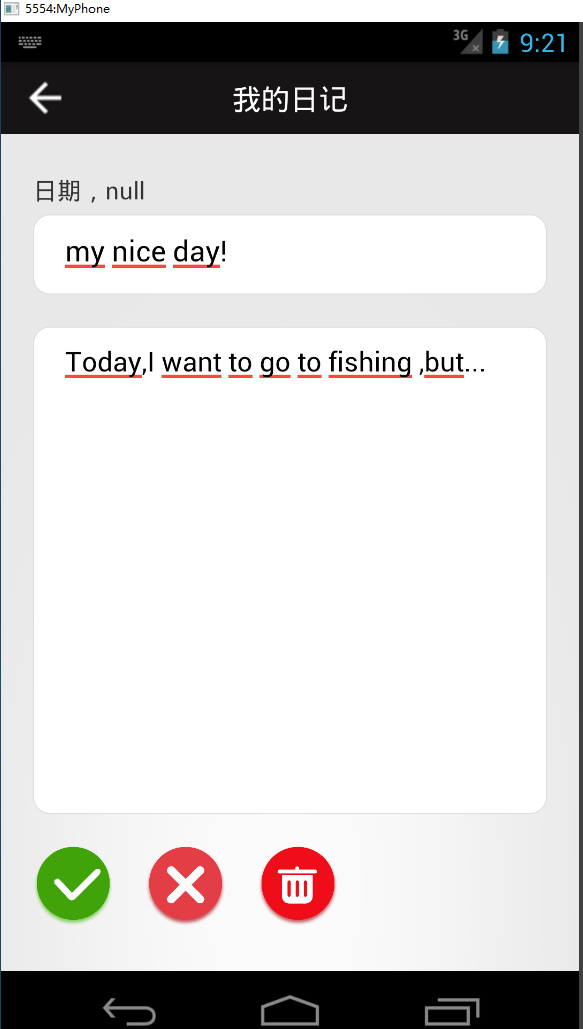 5554:MyPhone
3G
9:21
我的日记
日期，null
my nice day!
Today,I want to go to fishing ,but...